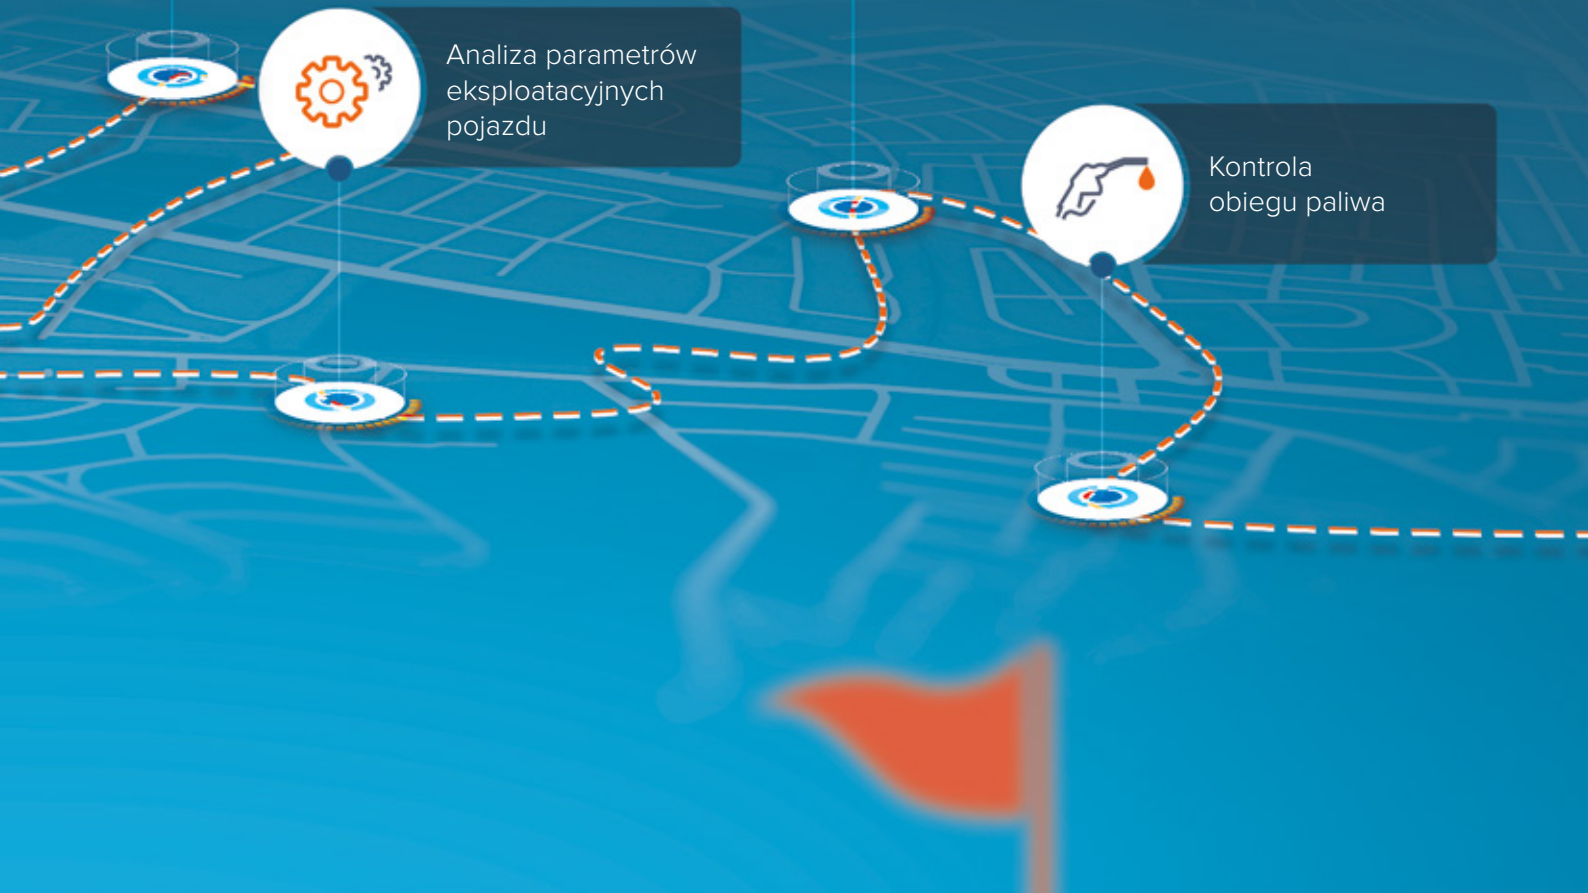 Analiza parametrów
eksploatacyjnych
pojazdu
Kontrola
obiegu paliwa